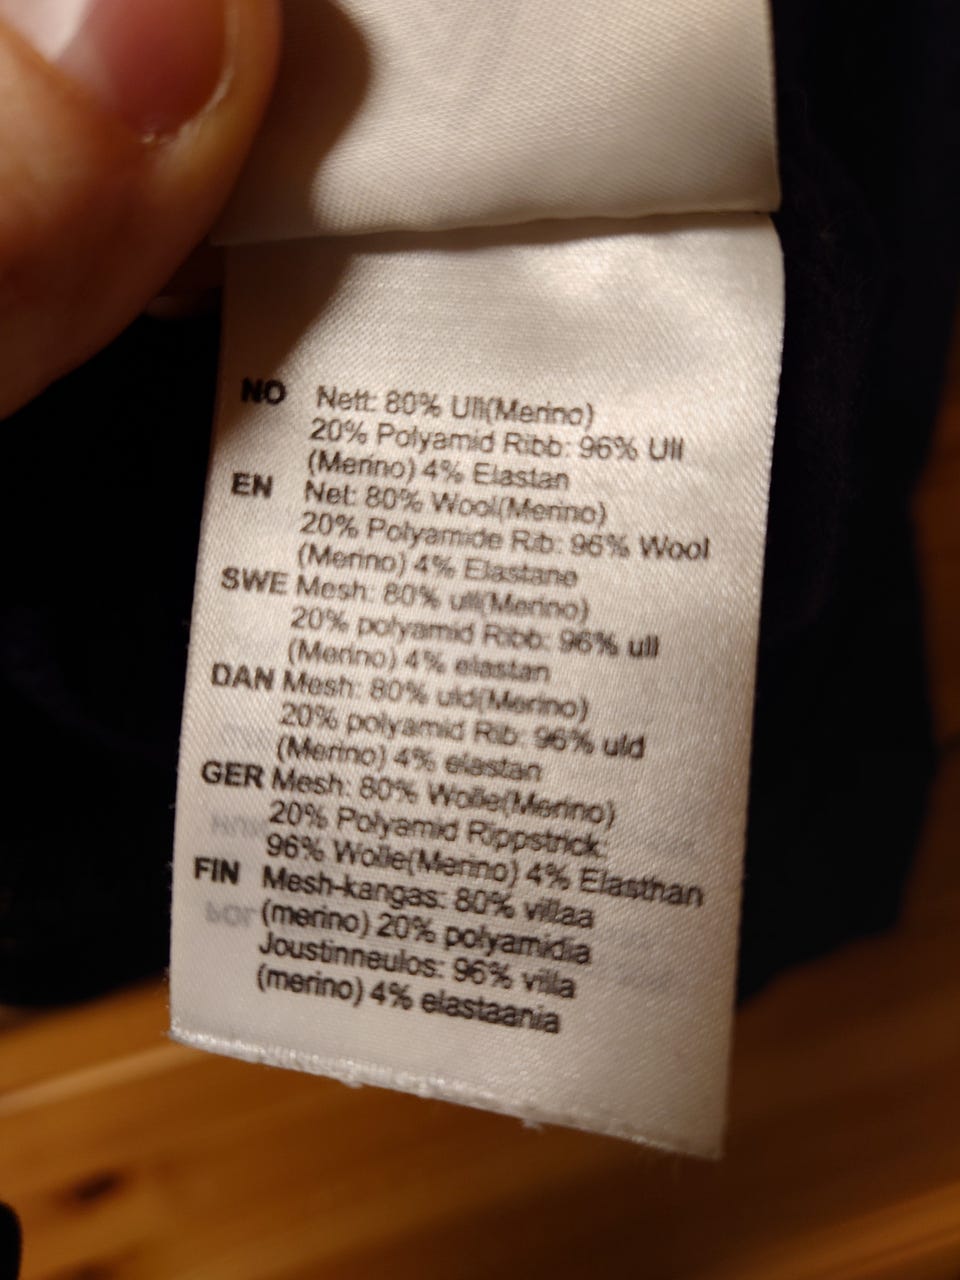 NO Nett: 80% Ull(Merino)
20% Polyamid Ribb: 96% Ull
(Merino) 4% Elastan
EN Net: 80% Wool(Merino)
20% Polyamide Rib: 96% Wool
(Merino) 4% Elastane
SWE Mesh: 80% ull(Merino)
20% polyamid Ribb: 96% ull
(Merino) 4% elastan
DAN Mesh: 80% uld(Merino)
20% polyamid Rib: 96% uld
(Merino) 4% elastan
GER Mesh: 80% Wolle(Merino)
20% Polyamid Rippstrick:
96% Wolle(Merino) 4% Elasthan
FIN Mesh-kangas: 80% villaa
(merino) 20% polyamidia
Joustinneulos: 96% villa
(merino) 4% elastaania